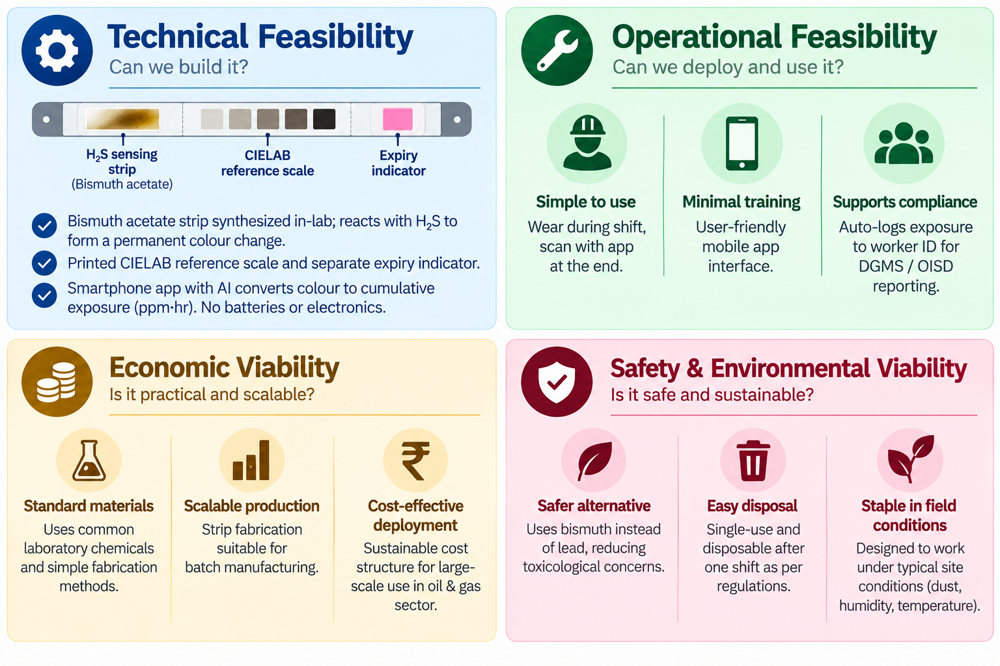 Technical Feasibility
Can we build it?
H₂S sensing
strip
(Bismuth acetate)
CIELAB
reference scale
Expiry
indicator
Bismuth acetate strip synthesized in-lab; reacts with H₂S to
form a permanent colour change.
Printed CIELAB reference scale and separate expiry indicator.
Smartphone app with AI converts colour to cumulative
exposure (ppm·hr). No batteries or electronics.
Operational Feasibility
Can we deploy and use it?
Simple to use
Wear during shift,
scan with app
at the end.
Minimal training
User-friendly
mobile app
interface.
Supports compliance
Auto-logs exposure
to worker ID for
DGMS / OISD
reporting.
Economic Viability
Is it practical and scalable?
Standard materials
Uses common
laboratory chemicals
and simple fabrication
methods.
Scalable production
Strip fabrication
suitable for
batch manufacturing.
₹
Cost-effective
deployment
Sustainable cost
structure for large-
scale use in oil & gas
sector.
Safety & Environmental Viability
Is it safe and sustainable?
Safer alternative
Uses bismuth instead
of lead, reducing
toxicological concerns.
Easy disposal
Single-use and
disposable after
one shift as per
regulations.
Stable in field
conditions
Designed to work
under typical site
conditions (dust,
humidity, temperature).